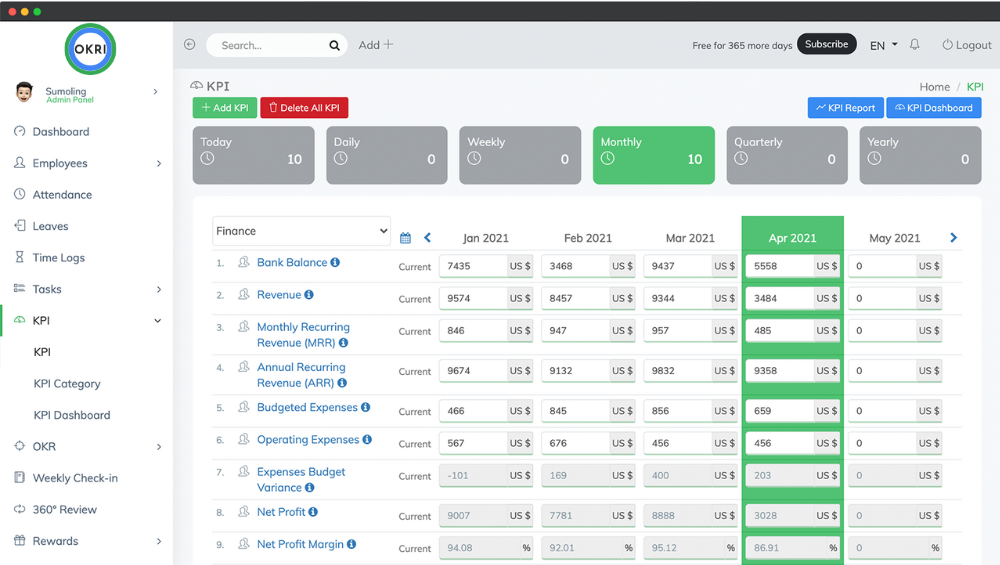 OKRI
Search...
Add
Free for 365 more days
Subscribe
EN
Logout
Sumoling
Admin Panel
Dashboard
Employees
Attendance
Leaves
Time Logs
Tasks
KPI
KPI
KPI Category
KPI Dashboard
OKR
Weekly Check-in
360° Review
Rewards
KPI
Home / KPI
+ Add KPI
Delete All KPI
KPI Report
KPI Dashboard
Today 10
Daily 0
Weekly 0
Monthly 10
Quarterly 0
Yearly 0
Finance
Jan 2021 Feb 2021 Mar 2021 Apr 2021 May 2021
1. Bank Balance Current 7435 US $ 3468 US $ 9437 US $ 5558 US $ 0 US $
2. Revenue Current 9574 US $ 8457 US $ 9344 US $ 3484 US $ 0 US $
3. Monthly Recurring
Revenue (MRR) Current 846 US $ 947 US $ 957 US $ 485 US $ 0 US $
4. Annual Recurring
Revenue (ARR) Current 9674 US $ 9132 US $ 9832 US $ 9358 US $ 0 US $
5. Budgeted Expenses Current 466 US $ 845 US $ 856 US $ 659 US $ 0 US $
6. Operating Expenses Current 567 US $ 676 US $ 456 US $ 456 US $ 0 US $
7. Expenses Budget
Variance Current -101 US $ 169 US $ 400 US $ 203 US $ 0 US $
8. Net Profit Current 9007 US $ 7781 US $ 8888 US $ 3028 US $ 0 US $
9. Net Profit Margin Current 94.08 % 92.01 % 95.12 % 86.91 % 0 %